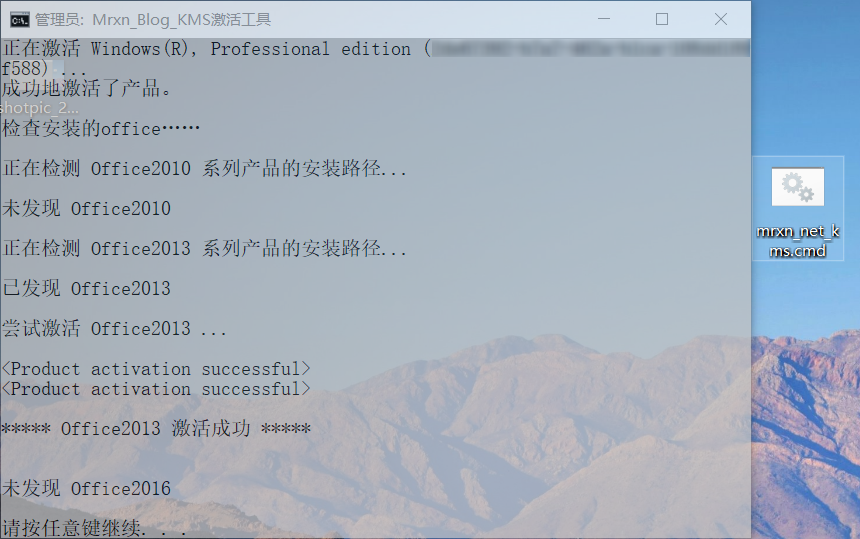 管理员: Mrxn_Blog_KMS激活工具
正在激活 Windows(R), Professional edition (
f588) ...
成功地激活了产品。
shotpic_2...
检查安装的office……
正在检测 Office2010 系列产品的安装路径...
未发现 Office2010
正在检测 Office2013 系列产品的安装路径...
已发现 Office2013
尝试激活 Office2013 ...
<Product activation successful>
<Product activation successful>
***** Office2013 激活成功 *****
未发现 Office2016
请按任意键继续. . .
mrxn_net_k
ms.cmd